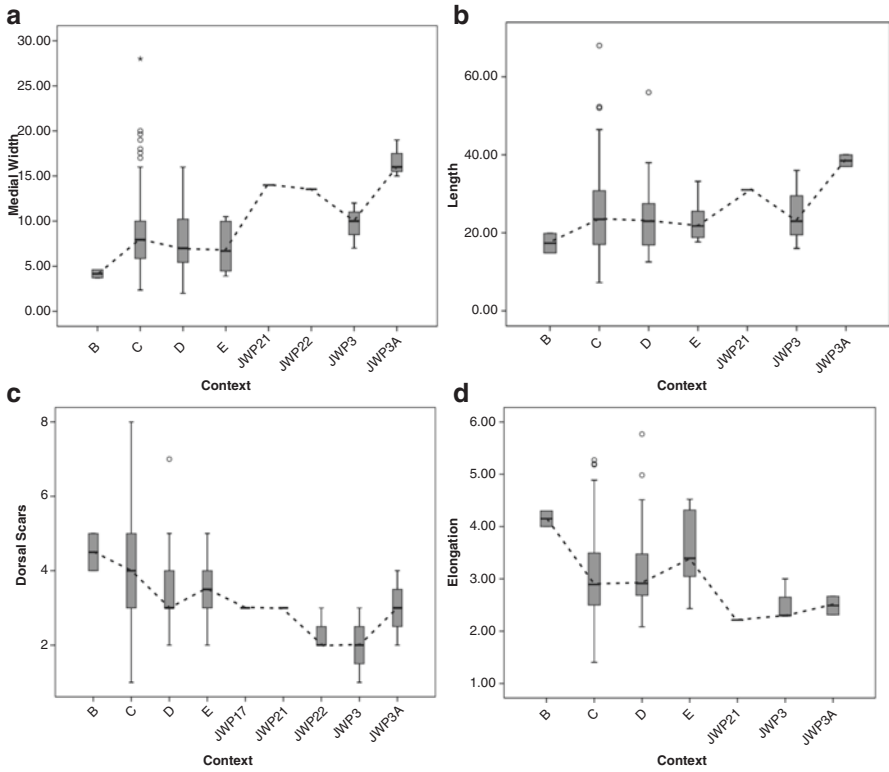 a
30.00
25.00
20.00
15.00
10.00
5.00
0.00
Medial Width
B C D E JWP21 JWP22 JWP3 JWP3A
Context
b
60.00
40.00
20.00
0.00
Length
B C D E JWP21 JWP3 JWP3A
Context
c
8
6
4
2
Dorsal Scars
B C D E JWP17 JWP21 JWP22 JWP3 JWP3A
Context
d
6.00
5.00
4.00
3.00
2.00
1.00
Elongation
B C D E JWP21 JWP3 JWP3A
Context